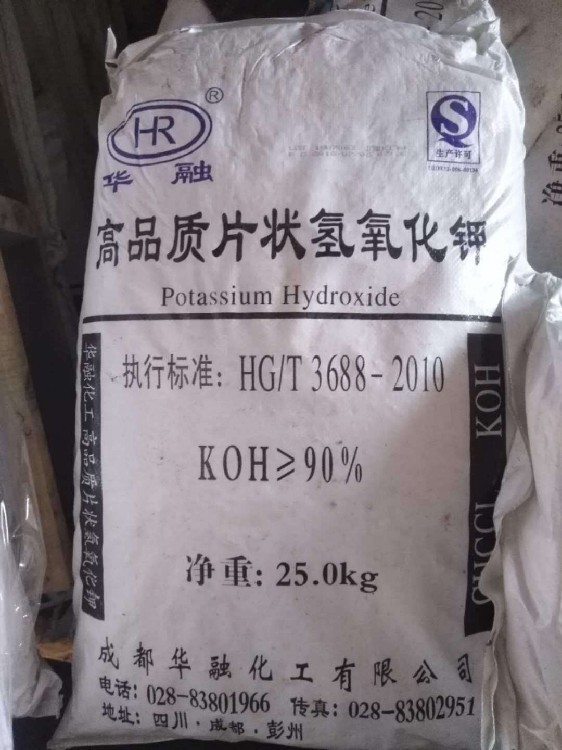 HR
®
华融
生产许可
高品质片状氢氧化钾
Potassium Hydroxide
执行标准: HG/T 3688-2010
KOH≥90%
净重: 25.0kg
华融化工 高品质片状氢氧化钾
KOH
成都华融化工有限公司
电话: 028-83801966 传真: 028-83802951
地址: 四川·成都·彭州
净重